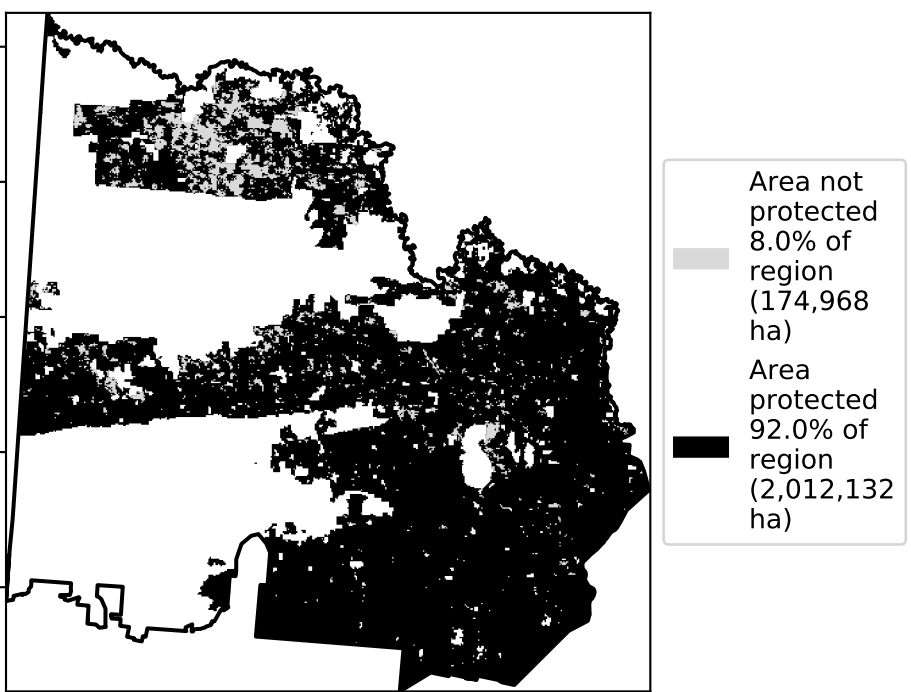 Area not
protected
8.0% of
region
(174,968
ha)
Area
protected
92.0% of
region
(2,012,132
ha)